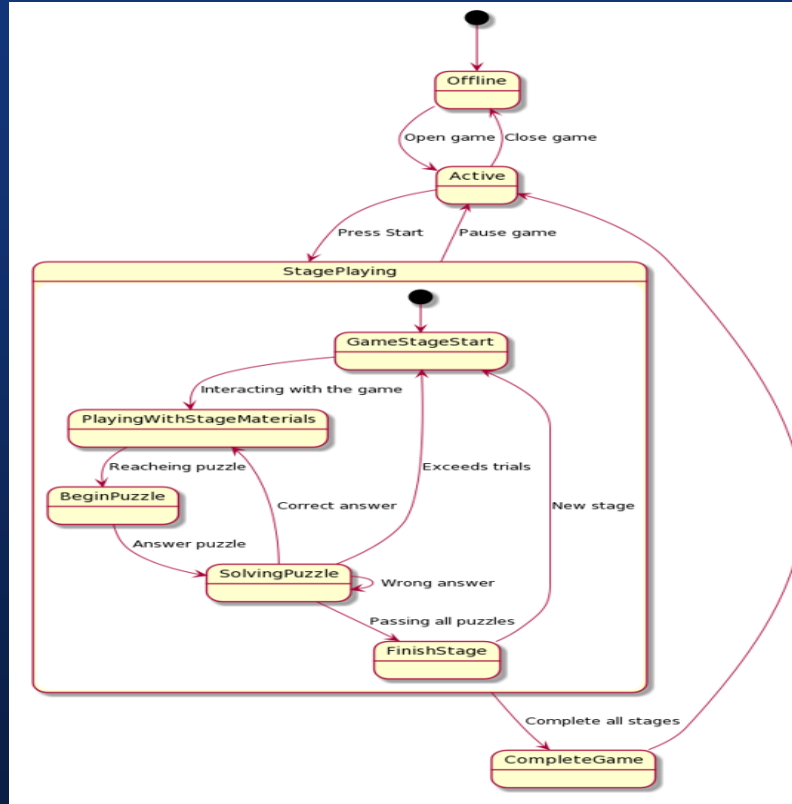 Offline
Open game
Close game
Active
Press Start
Pause game
StagePlaying
GameStageStart
Interacting with the game
PlayingWithStageMaterials
Reacheing puzzle
Exceeds trials
BeginPuzzle
Correct answer
New stage
Answer puzzle
SolvingPuzzle
Wrong answer
Passing all puzzles
FinishStage
Complete all stages
CompleteGame